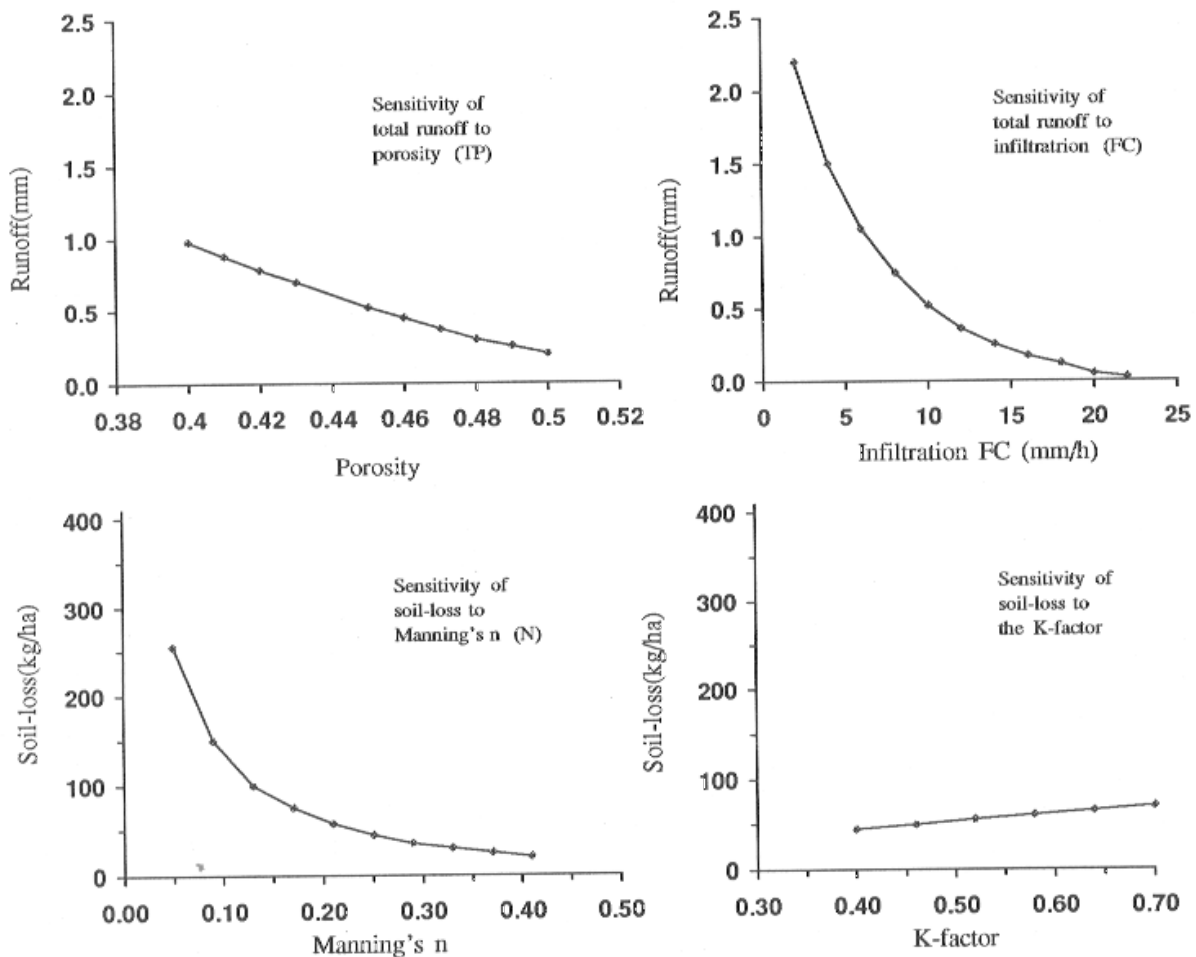 2.5
2.0
1.5
1.0
0.5
0.0
Runoff(mm)
Sensitivity of
total runoff to
porosity (TP)
0.38 0.4 0.42 0.44 0.46 0.48 0.5 0.52
Porosity
2.5
2.0
1.5
1.0
0.5
0.0
Runoff(mm)
Sensitivity of
total runoff to
infiltratrion (FC)
0 5 10 15 20 25
Infiltration FC (mm/h)
400
300
250
100
0
Soil-loss(kg/ha)
Sensitivity of
soil-loss to
Manning's n (N)
0.00 0.10 0.20 0.30 0.40 0.50
Manning's n
400
300
250
100
0
Soil-loss(kg/ha)
Sensitivity of
soil-loss to
the K-factor
0.30 0.40 0.50 0.60 0.70
K-factor